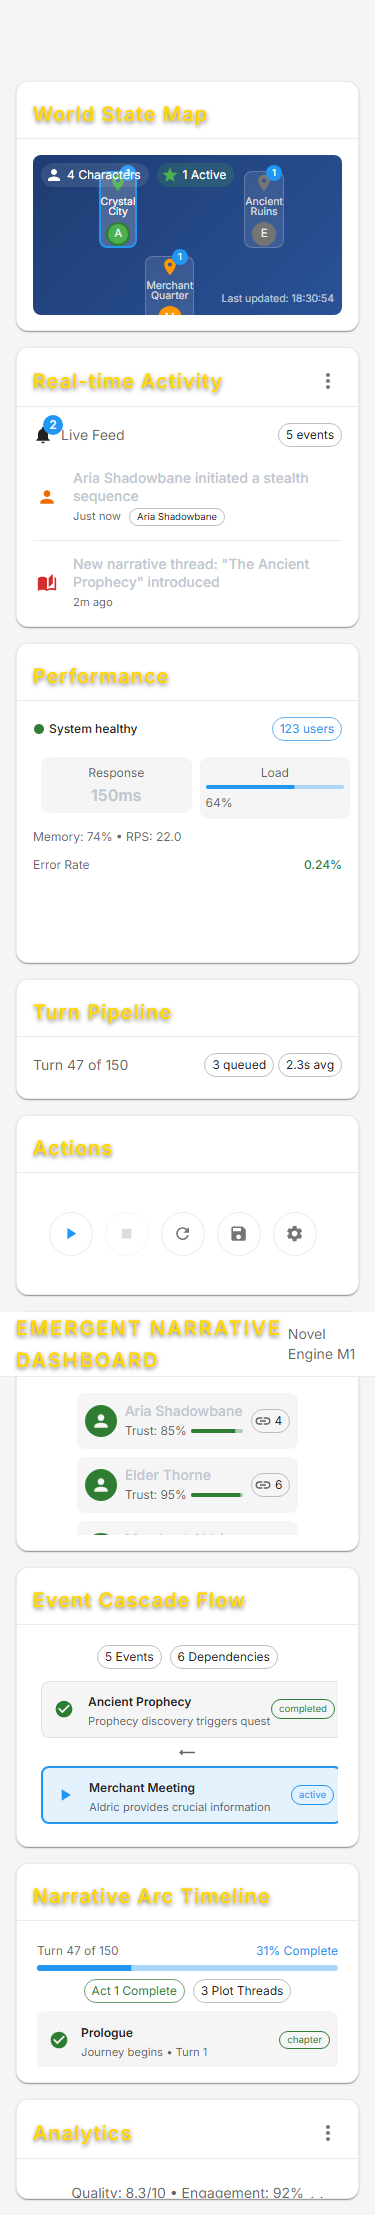 World State Map
4 Characters
1 Active
1
Crystal
City
A
1
Ancient
Ruins
E
1
Merchant
Quarter
Last updated: 18:30:54
Real-time Activity
2
Live Feed
5 events
Aria Shadowbane initiated a stealth
sequence
Just now
Aria Shadowbane
New narrative thread: "The Ancient
Prophecy" introduced
2m ago
Performance
System healthy
123 users
Response
150ms
Load
64%
Memory: 74% • RPS: 22.0
Error Rate
0.24%
Turn Pipeline
Turn 47 of 150
3 queued
2.3s avg
Actions
EMERGENT NARRATIVE
DASHBOARD
Novel
Engine M1
Aria Shadowbane
Trust: 85%
4
Elder Thorne
Trust: 95%
6
Event Cascade Flow
5 Events
6 Dependencies
Ancient Prophecy
Prophecy discovery triggers quest
completed
Merchant Meeting
Aldric provides crucial information
active
Narrative Arc Timeline
Turn 47 of 150
31% Complete
Act 1 Complete
3 Plot Threads
Prologue
Journey begins • Turn 1
chapter
Analytics
Quality: 8.3/10 • Engagement: 92%